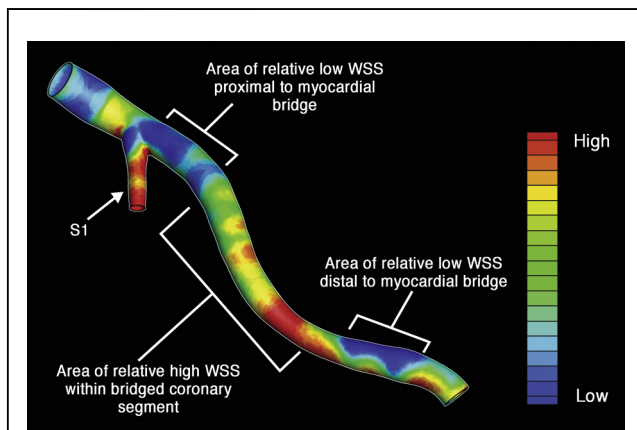 Area of relative low WSS
proximal to myocardial
bridge
High
S1
Area of relative low WSS
distal to myocardial bridge
Area of relative high WSS
within bridged coronary
segment
Low